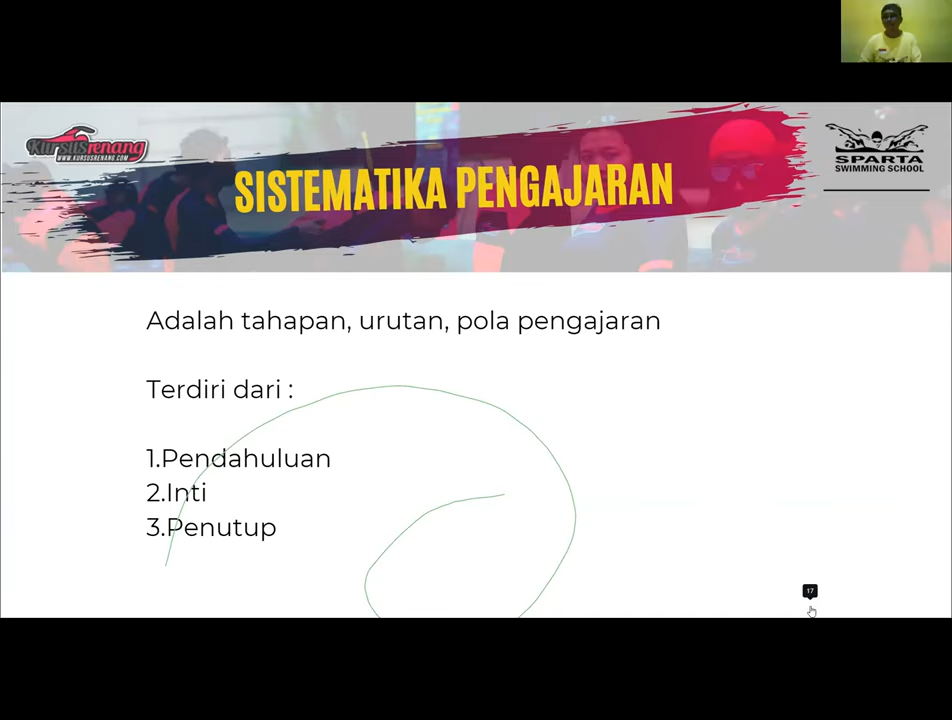 Kursusrenang
WWW.KURSUSRENANG.COM
SISTEMATIKA PENGAJARAN
SPARTA
SWIMMING SCHOOL
Adalah tahapan, urutan, pola pengajaran
Terdiri dari :
1.Pendahuluan
2.Inti
3.Penutup
17